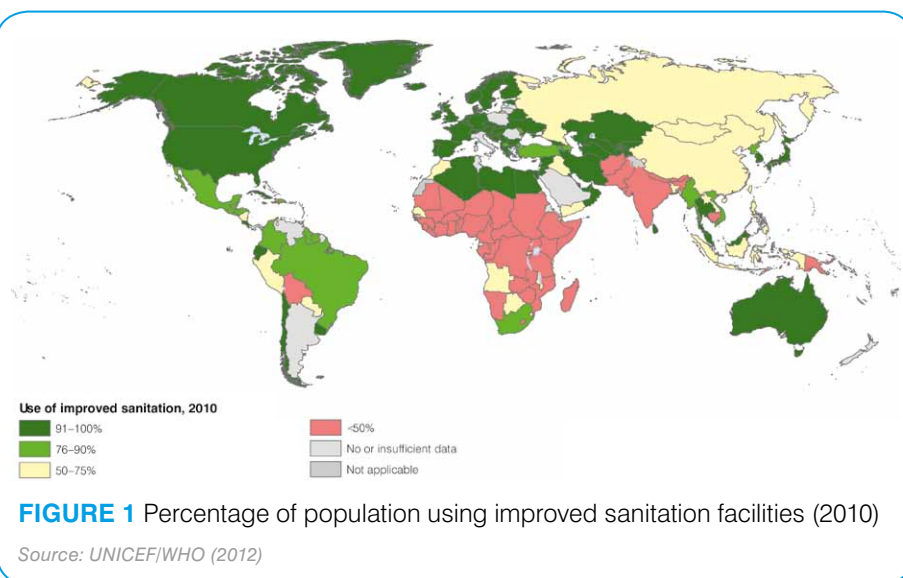 Use of improved sanitation, 2010
91–100%
76–90%
50–75%
<50%
No or insufficient data
Not applicable
FIGURE 1 Percentage of population using improved sanitation facilities (2010)
Source: UNICEF/WHO (2012)